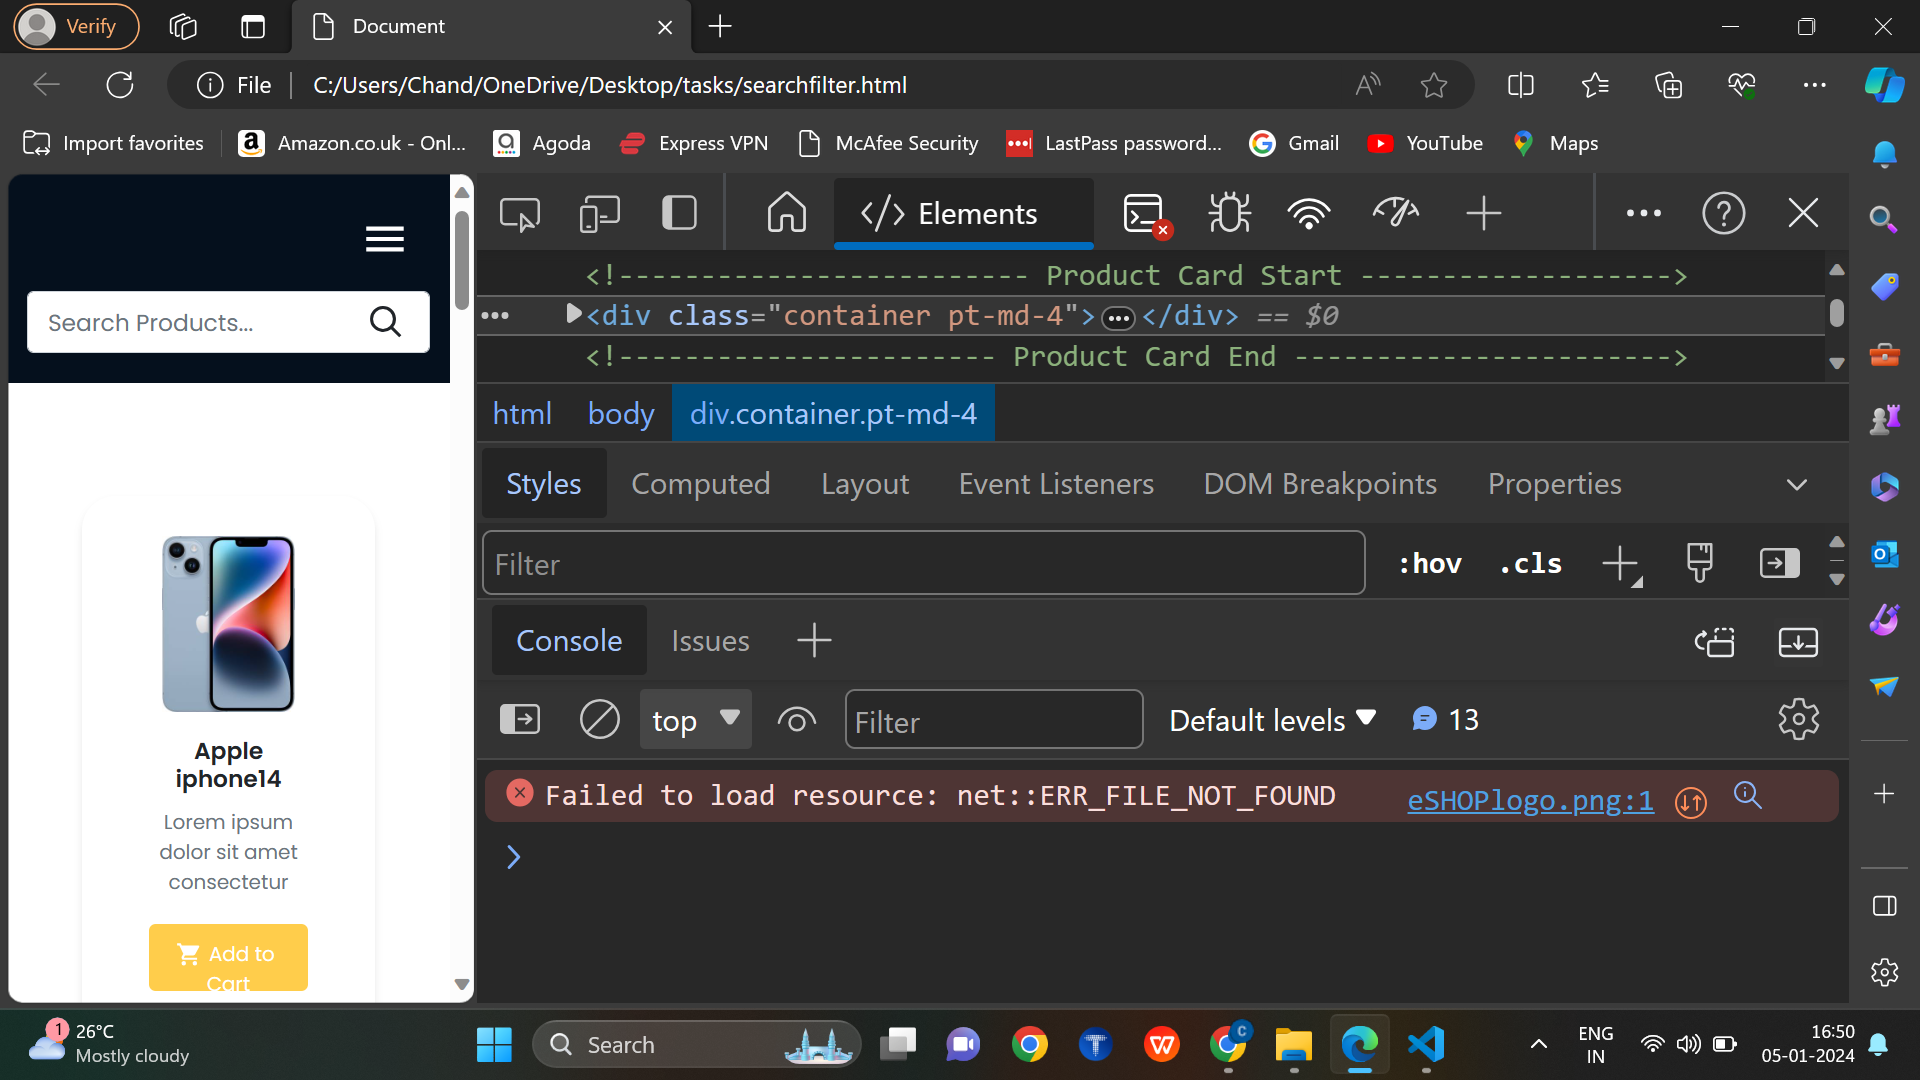 Verify
Document
File
C:/Users/Chand/OneDrive/Desktop/tasks/searchfilter.html
Import favorites
Amazon.co.uk - Onl...
Agoda
Express VPN
McAfee Security
LastPass password...
Gmail
YouTube
Maps
Search Products...
Apple
iphone14
Lorem ipsum
dolor sit amet
consectetur
Add to
Cart
Elements
<!------------------------- Product Card Start ------------------->
<div class="container pt-md-4">…</div> == $0
<!----------------------- Product Card End ----------------------->
html body div.container.pt-md-4
Styles Computed Layout Event Listeners DOM Breakpoints Properties
Filter :hov .cls
Console Issues
top Filter Default levels 13
Failed to load resource: net::ERR_FILE_NOT_FOUND eSHOPlogo.png:1
1
26°C
Mostly cloudy
Search
C
ENG
IN
16:50
05-01-2024